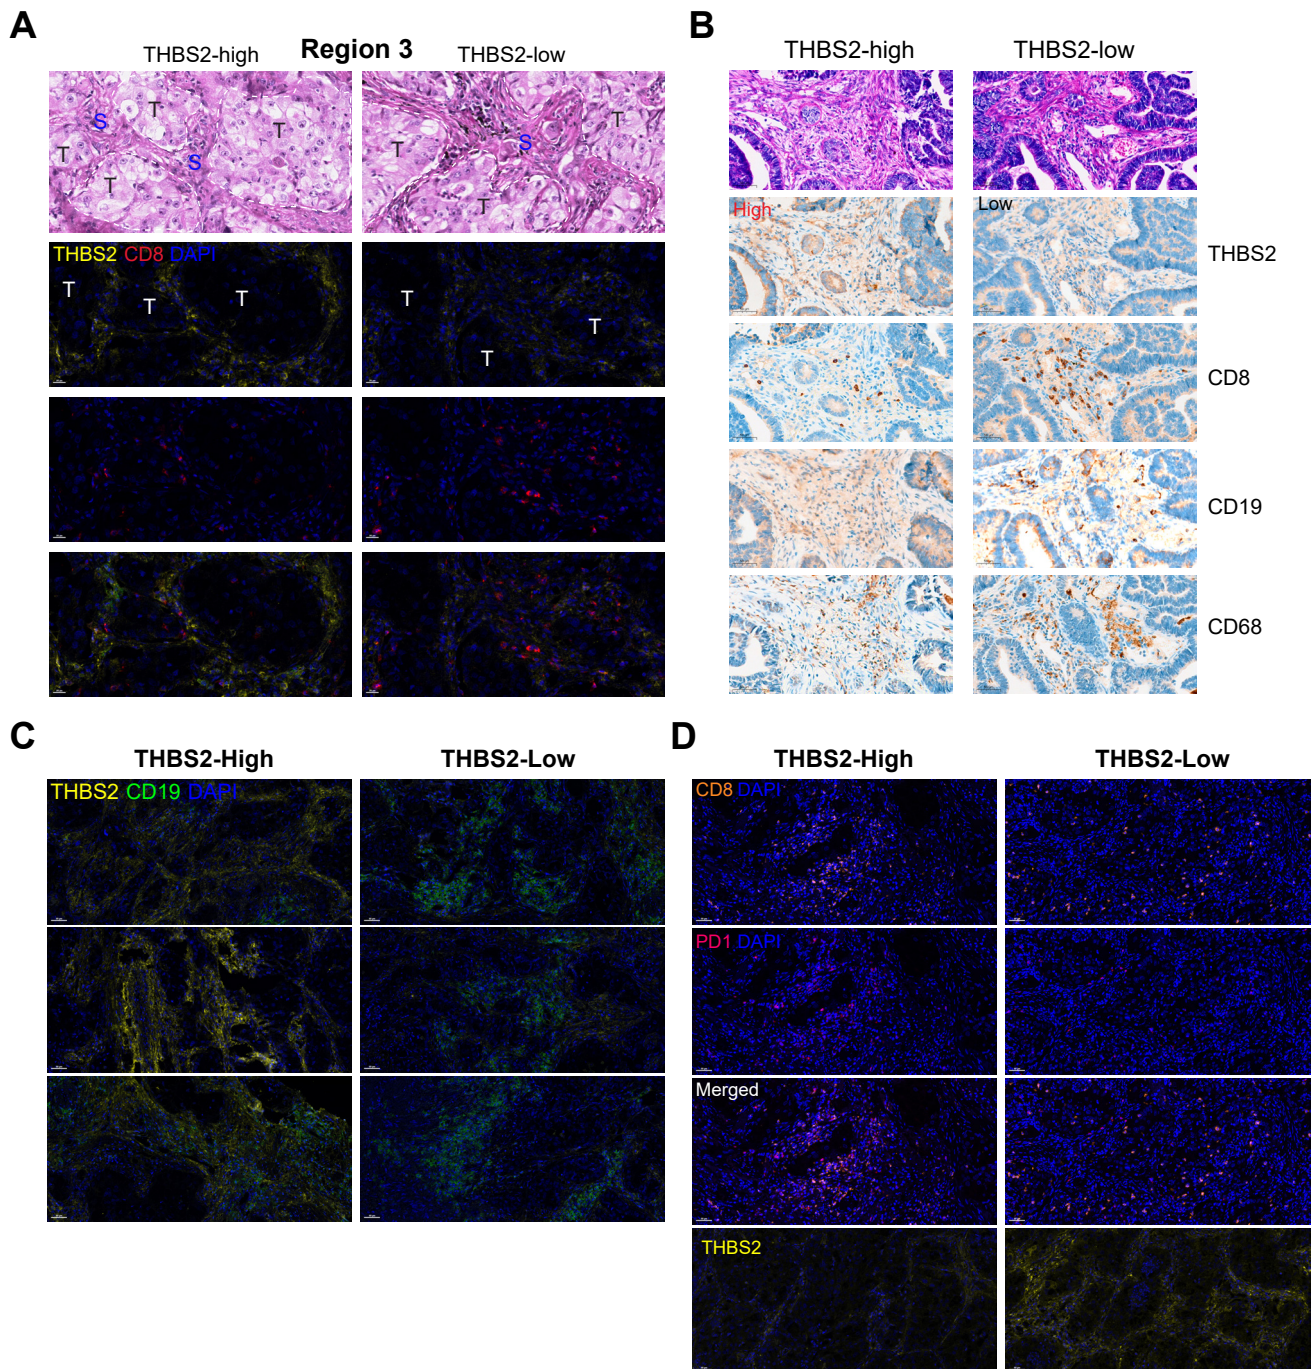 A
THBS2-high Region 3 THBS2-low
T
T
S
S
T
T
T
T
S
T
THBS2 CD8 DAPI
T
T
T
T
T
T
B
THBS2-high THBS2-low
High Low
THBS2
CD8
CD19
CD68
C
THBS2-High THBS2-Low
THBS2 CD19 DAPI
D
THBS2-High THBS2-Low
CD8 DAPI
PD1 DAPI
Merged
THBS2